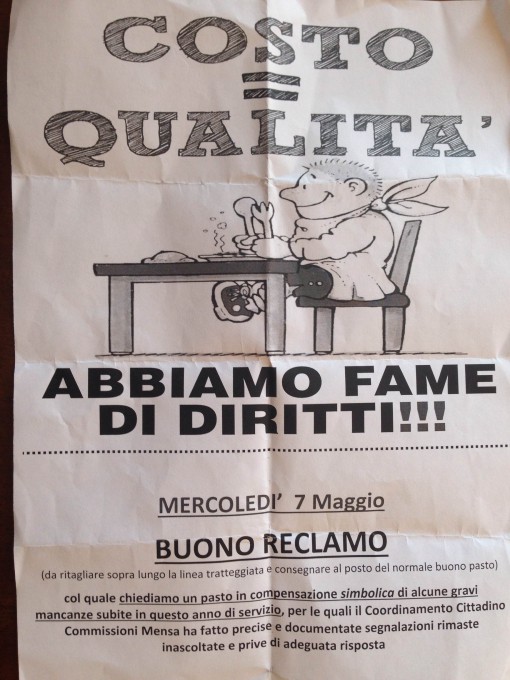 COSTO
=
QUALITA'
ABBIAMO FAME
DI DIRITTI!!!
MERCOLEDI' 7 Maggio
BUONO RECLAMO
(da ritagliare sopra lungo la linea tratteggiata e consegnare al posto del normale buono pasto)
col quale chiediamo un pasto in compensazione simbolica di alcune gravi
mancanze subite in questo anno di servizio, per le quali il Coordinamento Cittadino
Commissioni Mensa ha fatto precise e documentate segnalazioni rimaste
inascoltate e prive di adeguata risposta